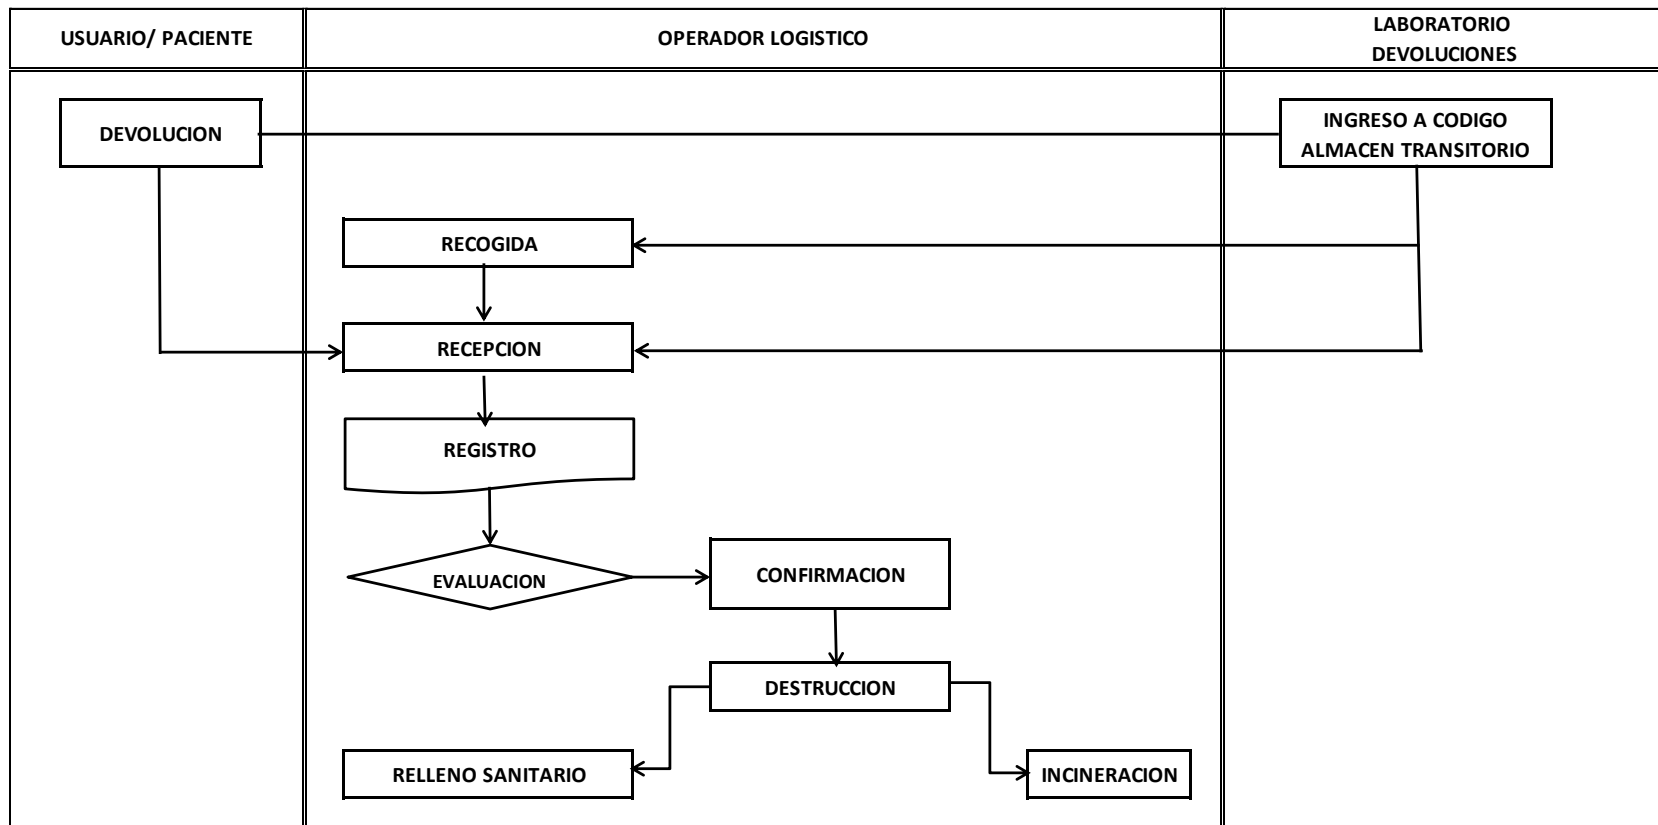 USUARIO/ PACIENTE
OPERADOR LOGISTICO
LABORATORIO
DEVOLUCIONES
DEVOLUCION
INGRESO A CODIGO
ALMACEN TRANSITORIO
RECOGIDA
RECEPCION
REGISTRO
EVALUACION
CONFIRMACION
DESTRUCCION
RELLENO SANITARIO
INCINERACION